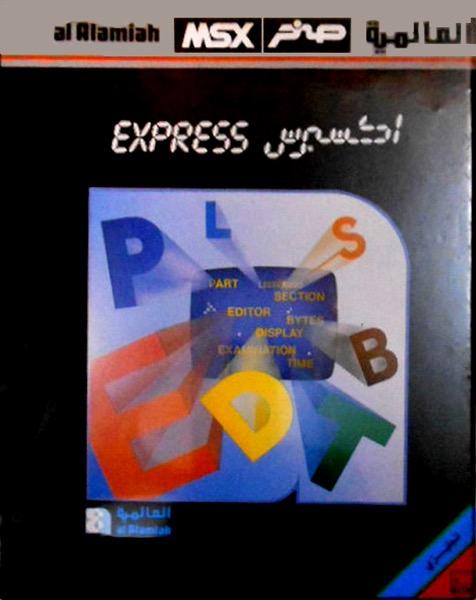 al Alamiah MSX صخر العالمية
EXPRESS اكسبرس
P L S
PART
SECTION
EDITOR
BYTES
DISPLAY
EXAMINATION
TIME
B
E D T
العالمية
al Alamiah